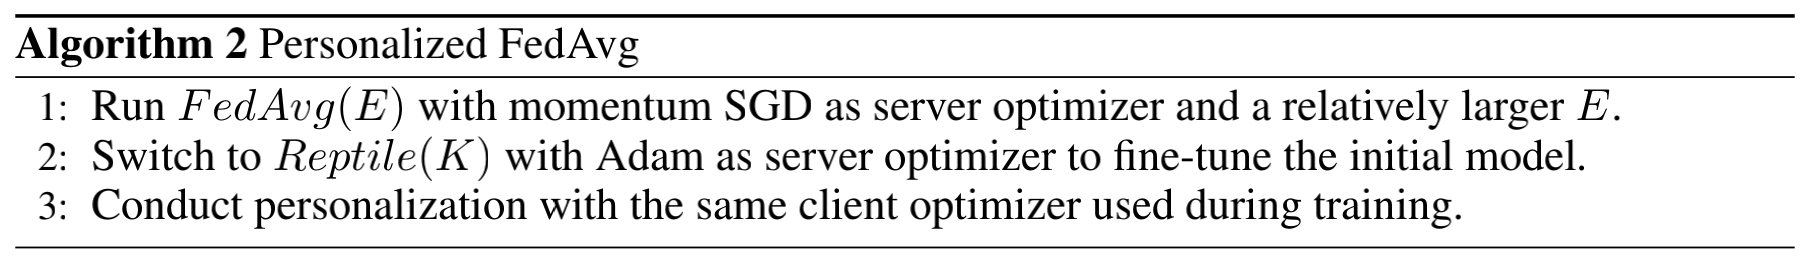 Algorithm 2 Personalized FedAvg
1: Run FedAvg(E) with momentum SGD as server optimizer and a relatively larger E.
2: Switch to Reptile(K) with Adam as server optimizer to fine-tune the initial model.
3: Conduct personalization with the same client optimizer used during training.